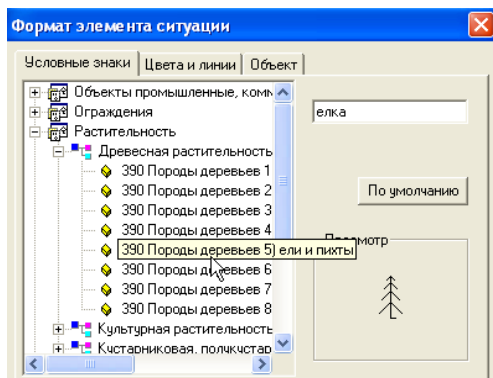 Формат элемента ситуации
Условные знаки Цвета и линии Объект
Объекты промышленные, комм
Ограждения
елка
Растительность
Древесная растительность
390 Породы деревьев 1
390 Породы деревьев 2
По умолчанию
390 Породы деревьев 3
390 Породы деревьев 4
390 Породы деревьев 5) ели и пихты
390 Породы деревьев 6
390 Породы деревьев 7
390 Породы деревьев 8
Культурная растительность
Кустарниковая, полукустар